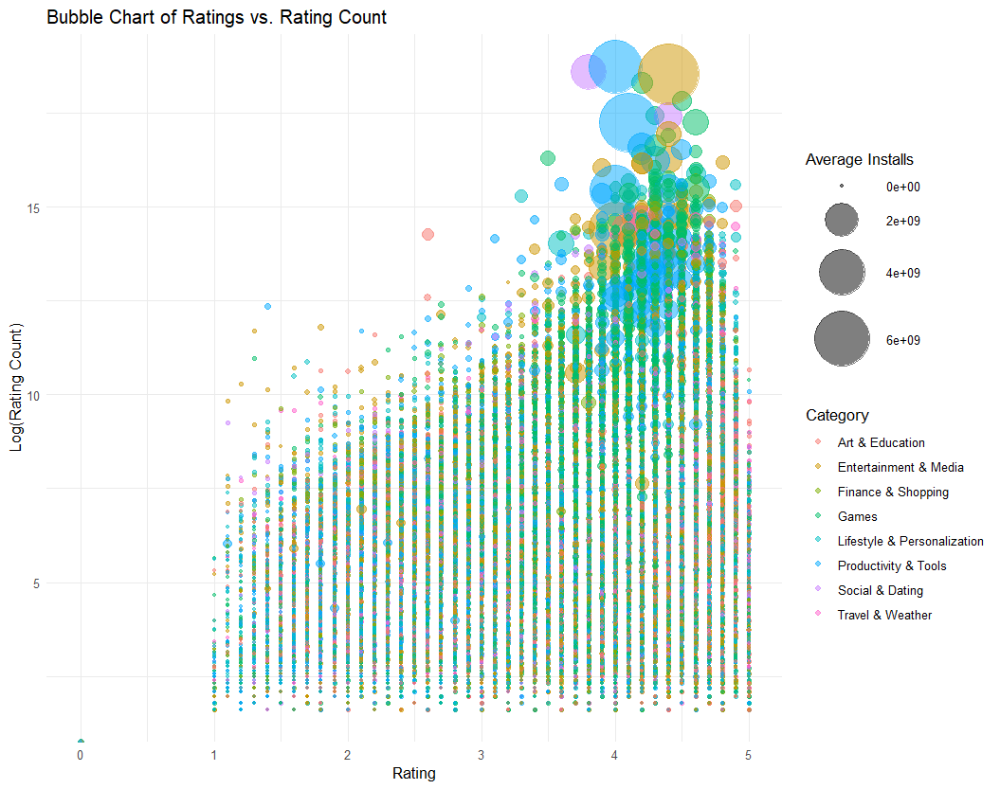 Bubble Chart of Ratings vs. Rating Count
Log(Rating Count)
15
10
5
0
1
2
3
4
5
Rating
Average Installs
0e+00
2e+09
4e+09
6e+09
Category
Art & Education
Entertainment & Media
Finance & Shopping
Games
Lifestyle & Personalization
Productivity & Tools
Social & Dating
Travel & Weather